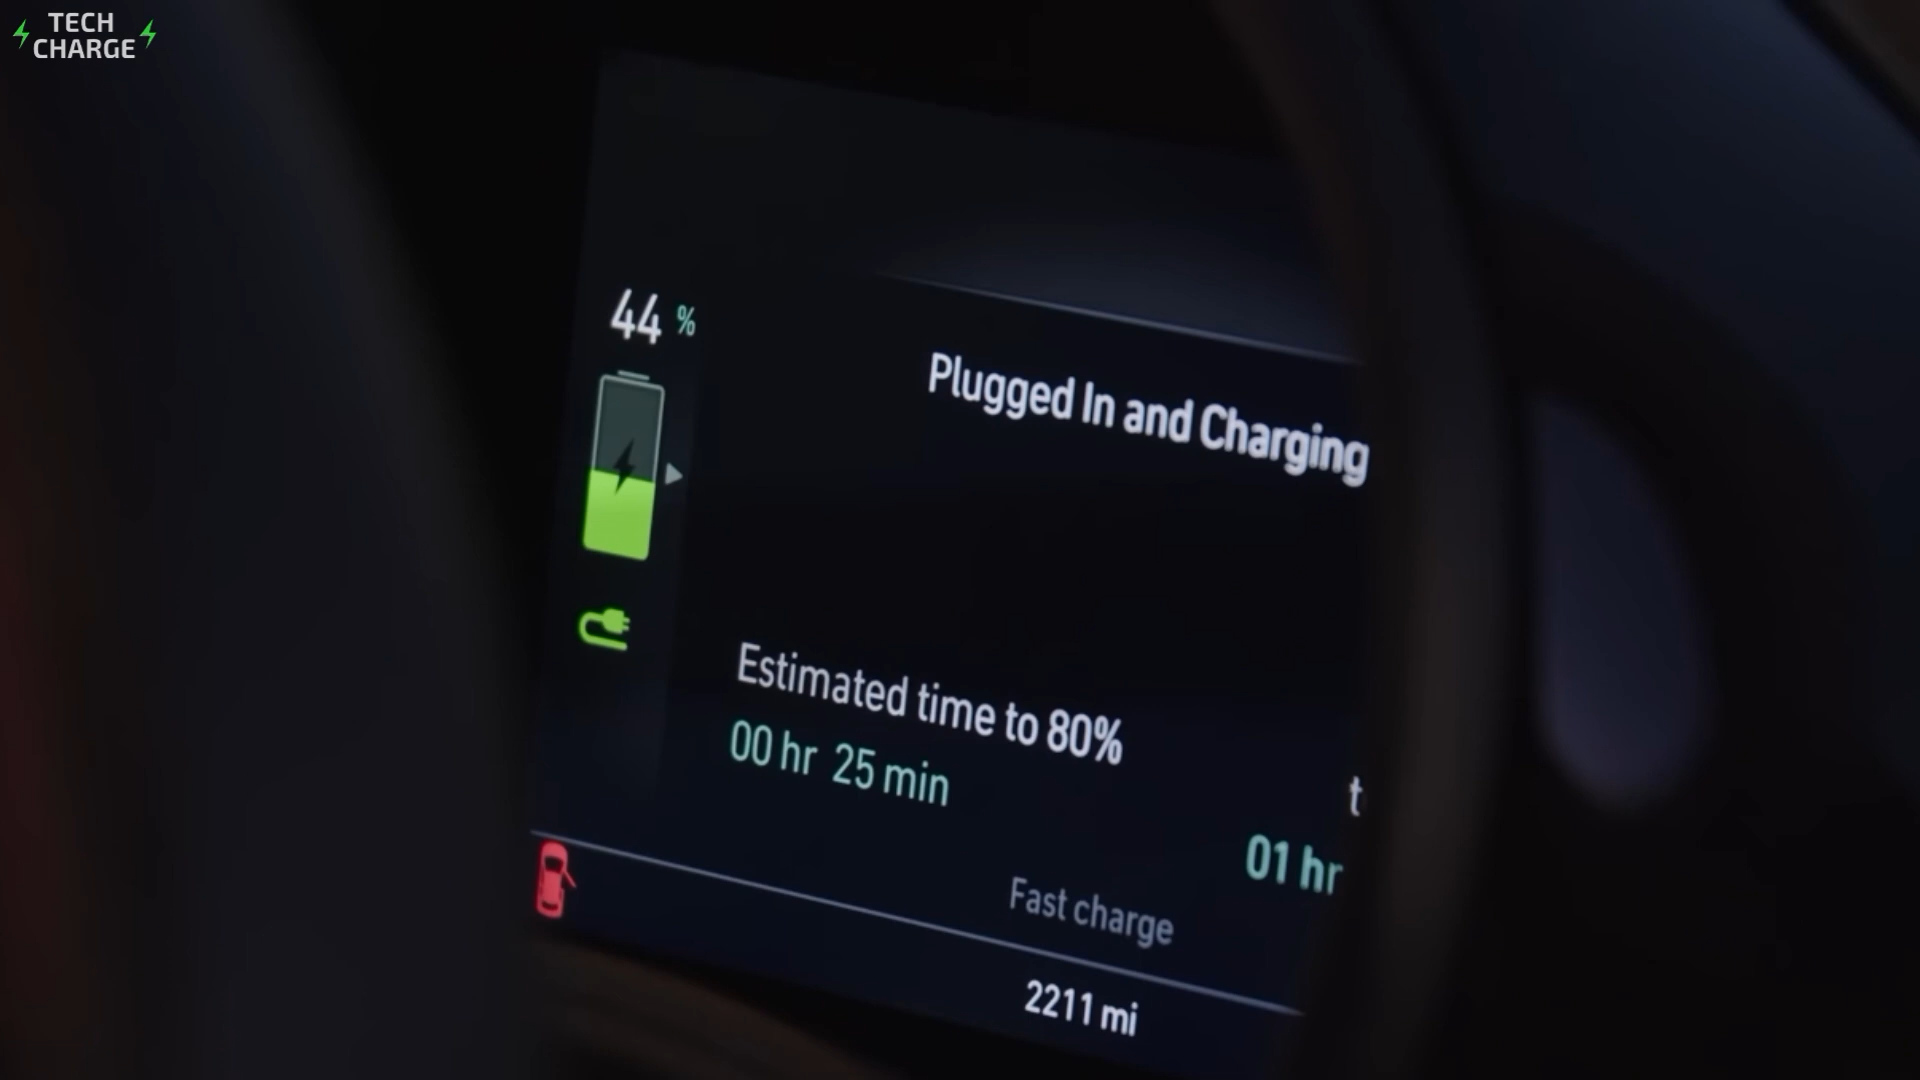 TECH
CHARGE
44 %
Plugged In and Charging
Estimated time to 80%
00 hr 25 min
01 hr
Fast charge
2211 mi